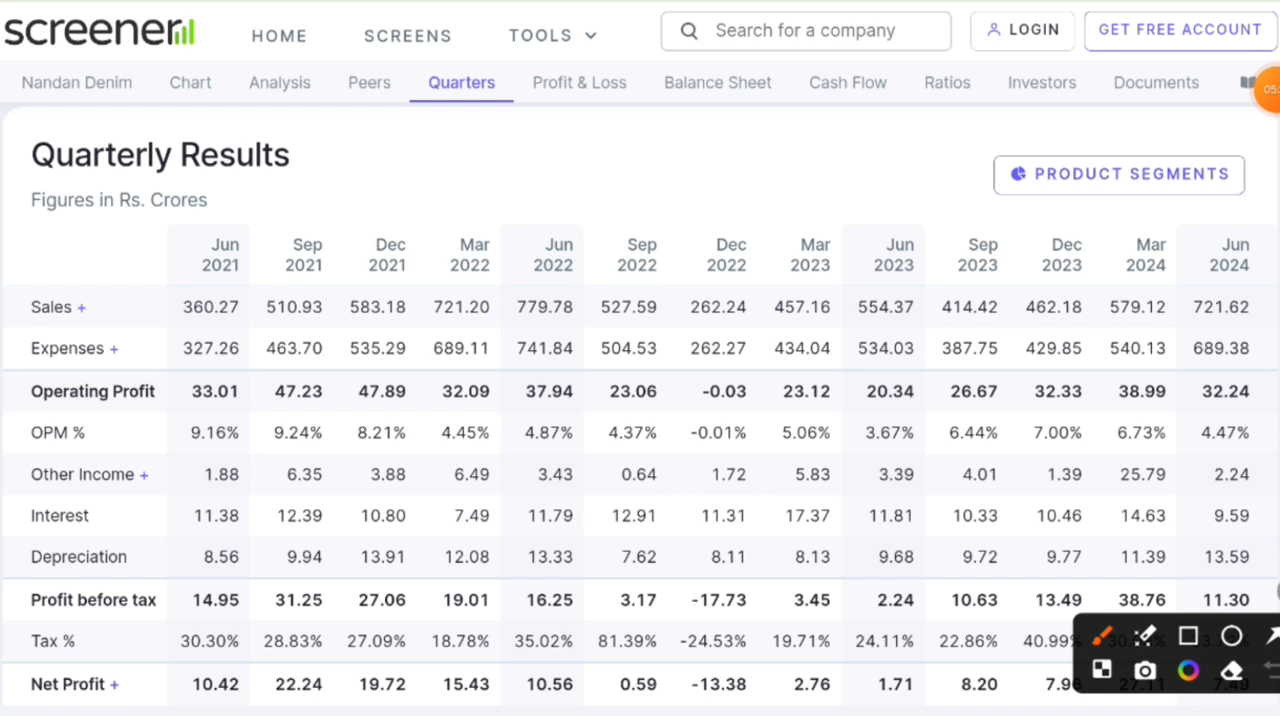 screener HOME SCREENS TOOLS Search for a company LOGIN GET FREE ACCOUNT
Nandan Denim Chart Analysis Peers Quarters Profit & Loss Balance Sheet Cash Flow Ratios Investors Documents
Quarterly Results
PRODUCT SEGMENTS
Figures in Rs. Crores
Jun Sep Dec Mar Jun Sep Dec Mar Jun Sep Dec Mar Jun
2021 2021 2021 2022 2022 2022 2022 2023 2023 2023 2023 2024 2024
Sales + 360.27 510.93 583.18 721.20 779.78 527.59 262.24 457.16 554.37 414.42 462.18 579.12 721.62
Expenses + 327.26 463.70 535.29 689.11 741.84 504.53 262.27 434.04 534.03 387.75 429.85 540.13 689.38
Operating Profit 33.01 47.23 47.89 32.09 37.94 23.06 -0.03 23.12 20.34 26.67 32.33 38.99 32.24
OPM % 9.16% 9.24% 8.21% 4.45% 4.87% 4.37% -0.01% 5.06% 3.67% 6.44% 7.00% 6.73% 4.47%
Other Income + 1.88 6.35 3.88 6.49 3.43 0.64 1.72 5.83 3.39 4.01 1.39 25.79 2.24
Interest 11.38 12.39 10.80 7.49 11.79 12.91 11.31 17.37 11.81 10.33 10.46 14.63 9.59
Depreciation 8.56 9.94 13.91 12.08 13.33 7.62 8.11 8.13 9.68 9.72 9.77 11.39 13.59
Profit before tax 14.95 31.25 27.06 19.01 16.25 3.17 -17.73 3.45 2.24 10.63 13.49 38.76 11.30
Tax % 30.30% 28.83% 27.09% 18.78% 35.02% 81.39% -24.53% 19.71% 24.11% 22.86% 40.99%
Net Profit + 10.42 22.24 19.72 15.43 10.56 0.59 -13.38 2.76 1.71 8.20 7.96 27.11 7.49